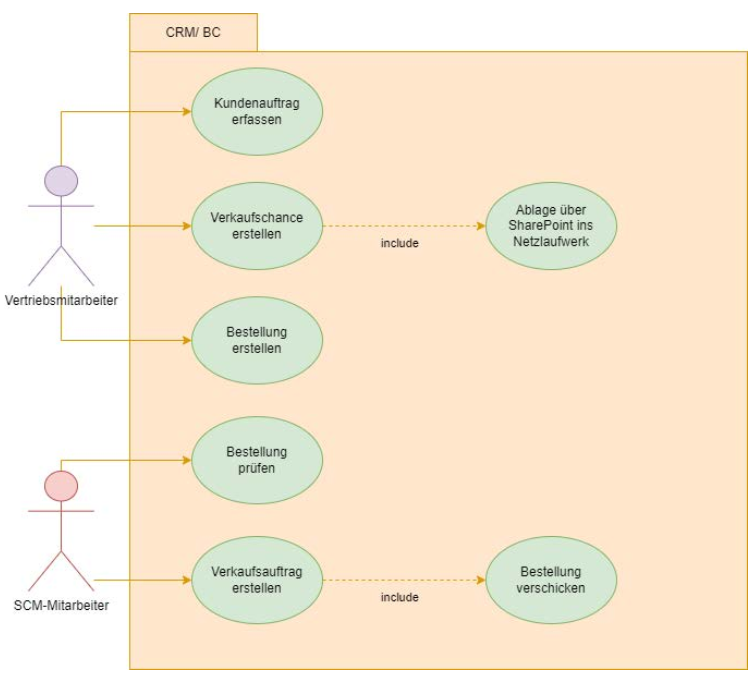 CRM/ BC
Kundenauftrag
erfassen
Verkaufschance
erstellen
include
Ablage über
SharePoint ins
Netzlaufwerk
Vertriebsmitarbeiter
Bestellung
erstellen
Bestellung
prüfen
Verkaufsauftrag
erstellen
include
Bestellung
verschicken
SCM-Mitarbeiter